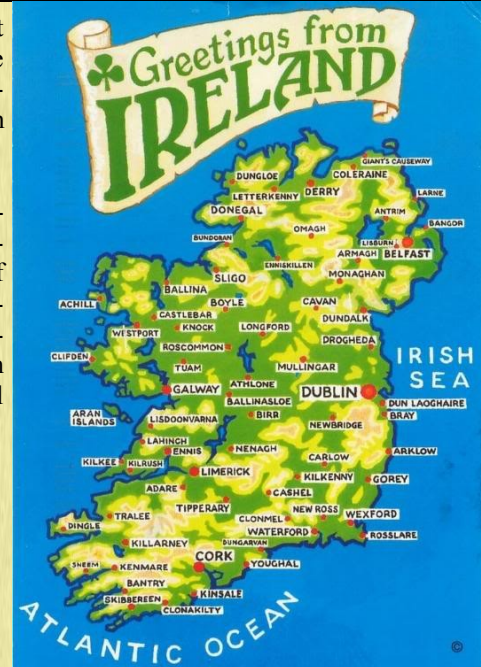 Greetings from
IRELAND
GIANT'S CAUSEWAY
DUNGLOE
COLERAINE
LETTERKENNY
DERRY
LARNE
DONEGAL
ANTRIM
BANGOR
OMAGH
BUNDORAN
LISBURN
BELFAST
ARMAGH
ENNISKILLEN
MONAGHAN
SLIGO
BALLINA
ACHILL
BOYLE
CAVAN
CASTLEBAR
DUNDALK
WESTPORT
KNOCK
LONGFORD
DROGHEDA
ROSCOMMON
CLIFDEN
IRISH
SEA
TUAM
MULLINGAR
ATHLONE
GALWAY
DUBLIN
BALLINASLOE
DUN LAOGHAIRE
ARAN
ISLANDS
BIRR
BRAY
LISDOONVARNA
NEWBRIDGE
LAHINCH
ENNIS
NENAGH
ARKLOW
KILKEE
KILRUSH
CARLOW
LIMERICK
KILKENNY
GOREY
ADARE
CASHEL
TIPPERARY
NEW ROSS
WEXFORD
TRALEE
CLONMEL
DINGLE
WATERFORD
ROSSLARE
KILLARNEY
DUNGARVAN
CORK
SNEEM
KENMARE
YOUGHAL
BANTRY
KINSALE
SKIBBEREEN
CLONAKILTY
ATLANTIC OCEAN
©